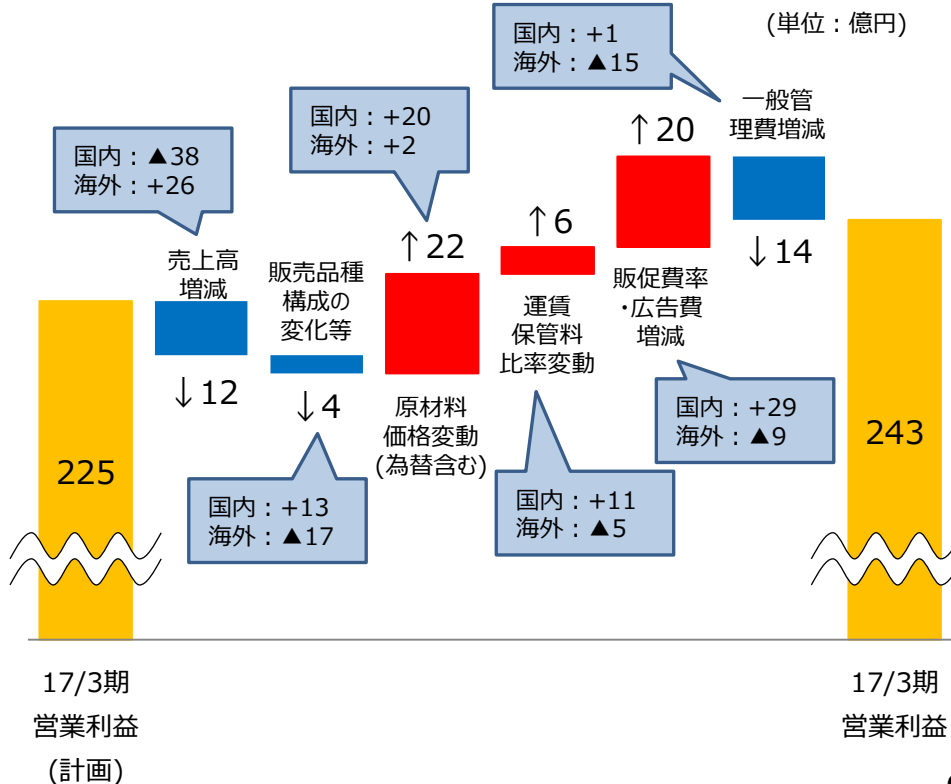 (単位：億円)
国内：+1
海外：▲15
一般管
理費増減
↓14
国内：▲38
海外：+26
売上高
増減
↓12
販売品種
構成の
変化等
↓4
国内：+13
海外：▲17
国内：+20
海外：+2
↑22
原材料
価格変動
(為替含む)
↑6
運賃
保管料
比率変動
国内：+11
海外：▲5
↑20
販促費率
・広告費
増減
国内：+29
海外：▲9
225
243
17/3期
営業利益
(計画)
17/3期
営業利益